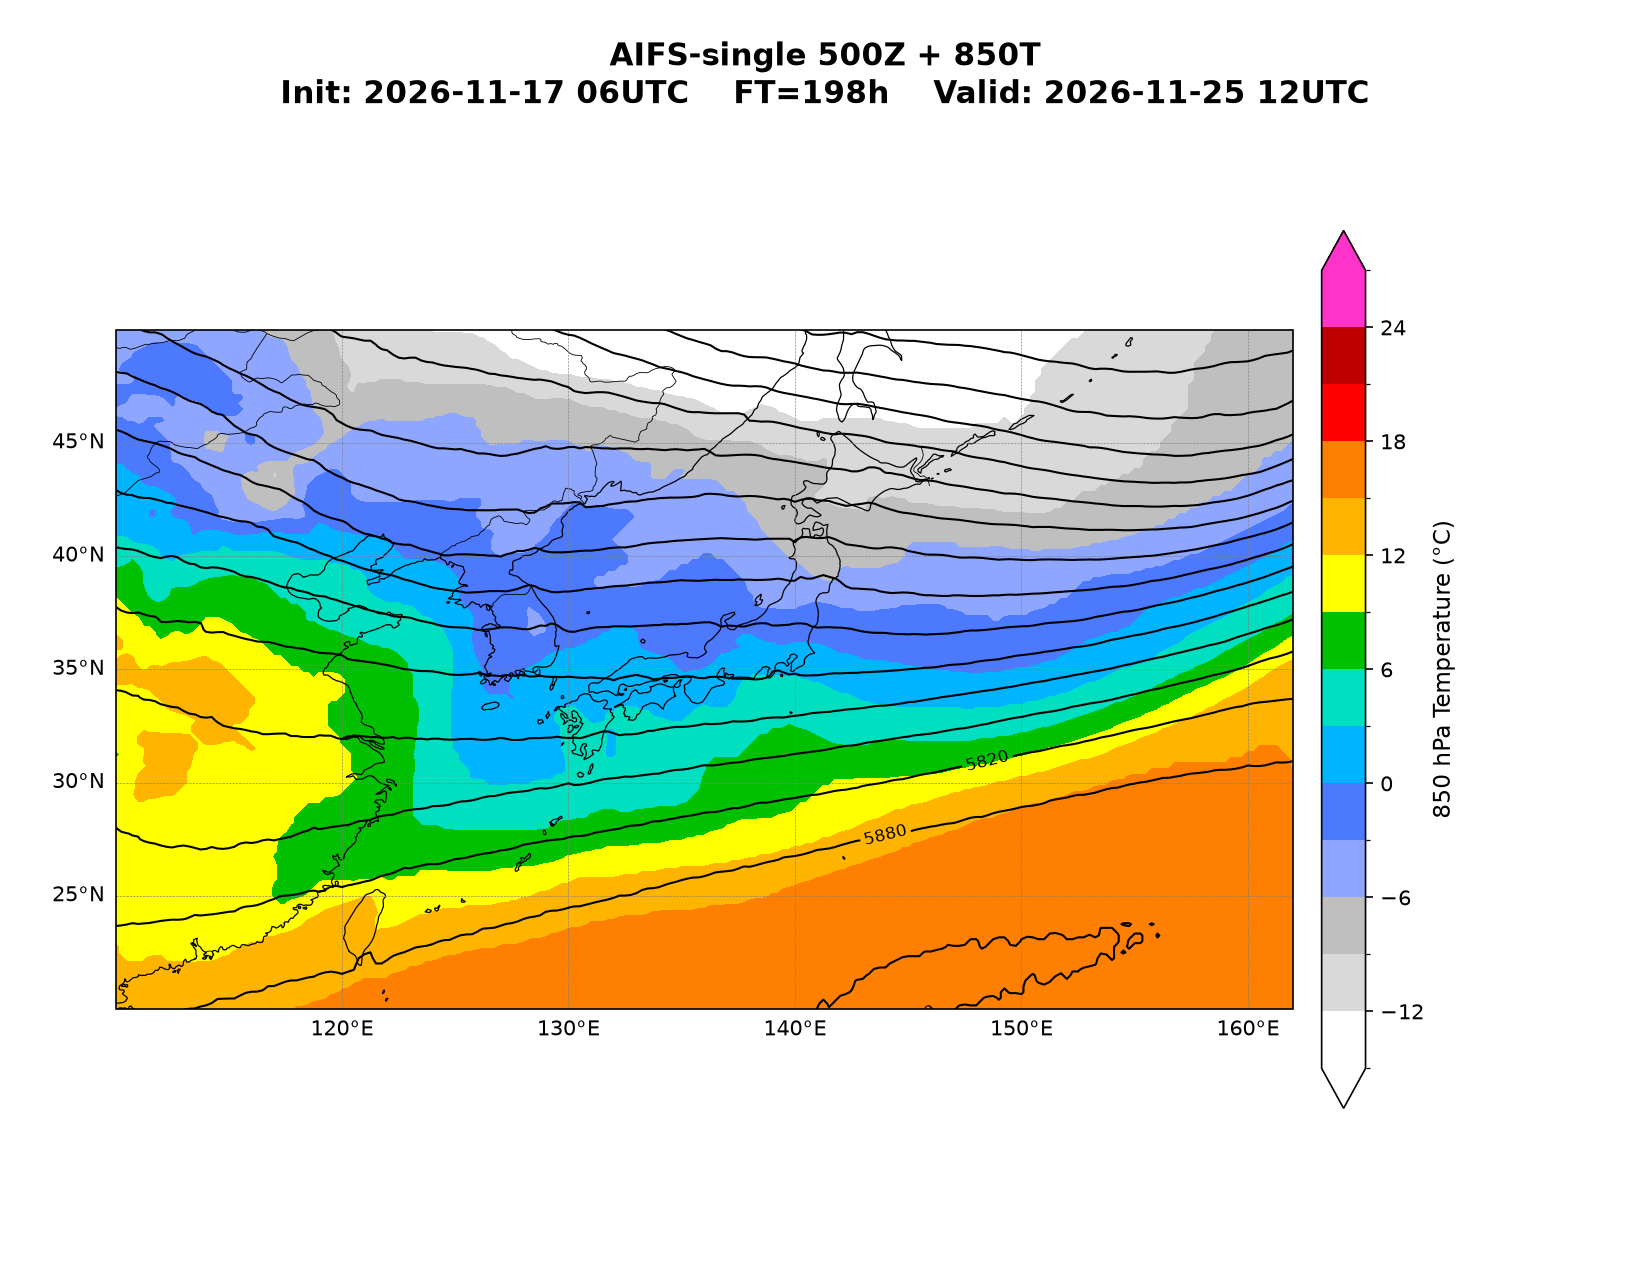 AIFS-single 500Z + 850T
Init: 2026-11-17 06UTC    FT=198h    Valid: 2026-11-25 12UTC
45°N
40°N
35°N
30°N
25°N
120°E
130°E
140°E
150°E
160°E
5820
5880
24
18
12
6
0
−6
−12
850 hPa Temperature (°C)